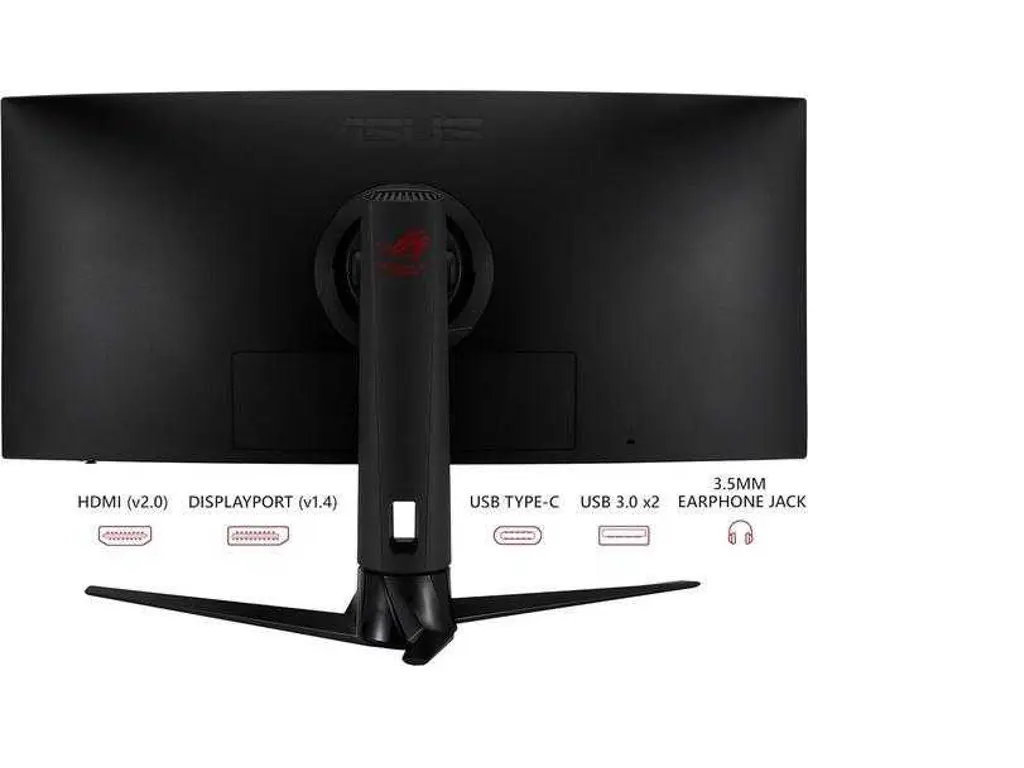 ASUS
HDMI (v2.0)
DISPLAYPORT (v1.4)
USB TYPE-C
USB 3.0 x2
3.5MM
EARPHONE JACK